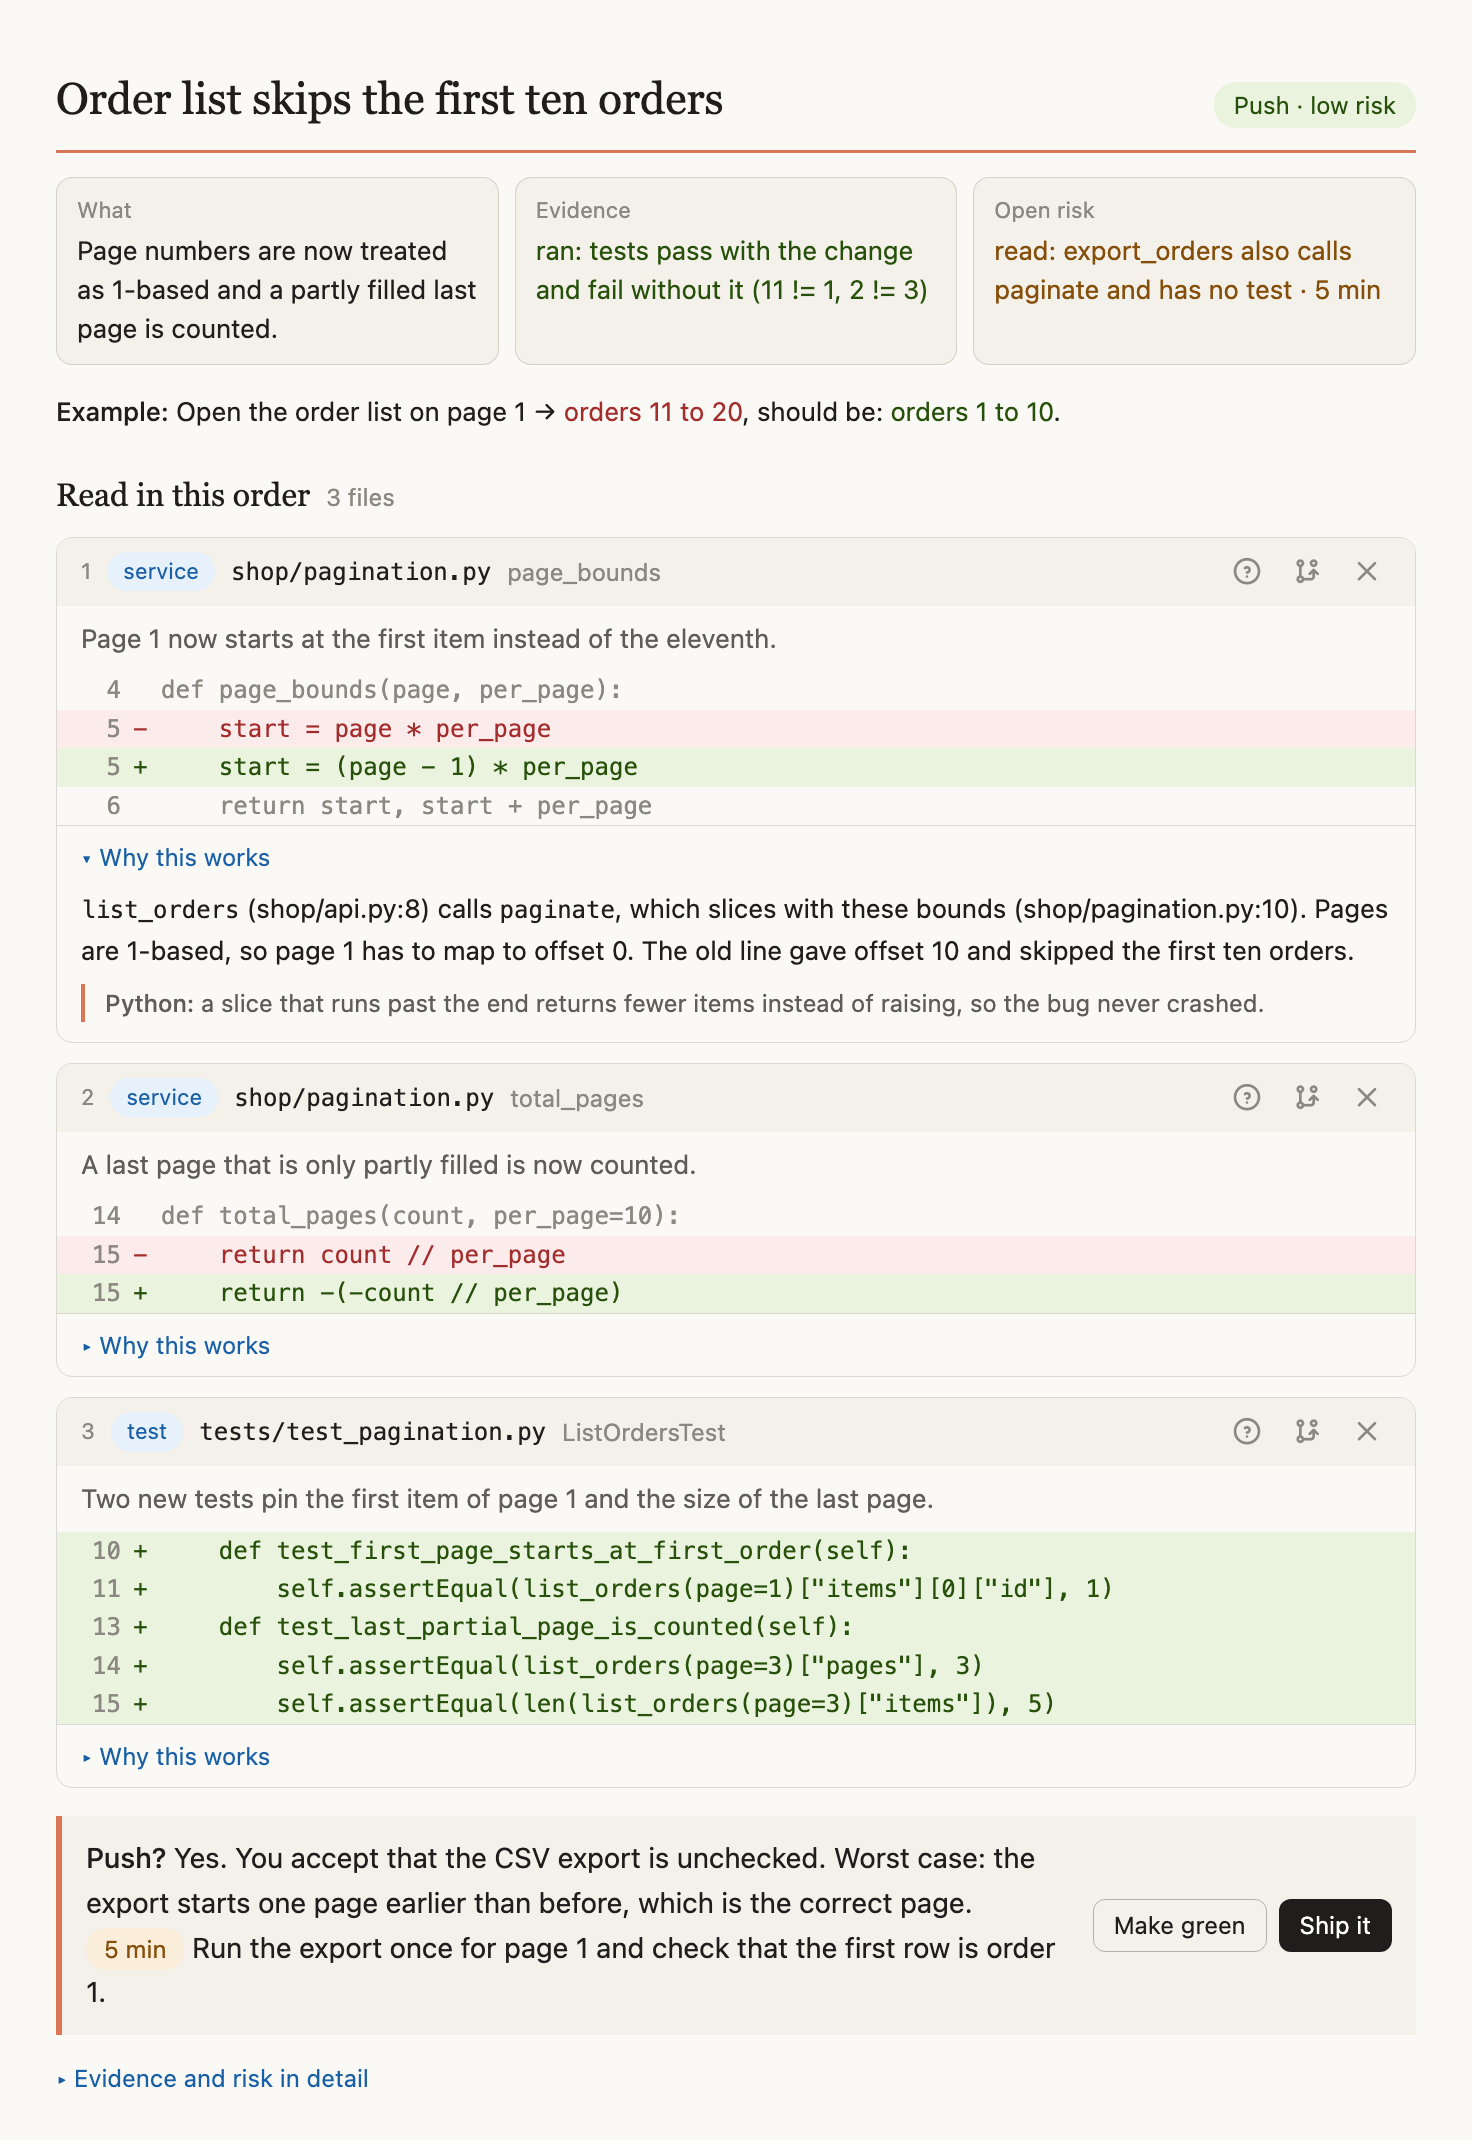 Order list skips the first ten orders
Push · low risk
What
Page numbers are now treated
as 1-based and a partly filled last
page is counted.
Evidence
ran: tests pass with the change
and fail without it (11 != 1, 2 != 3)
Open risk
read: export_orders also calls
paginate and has no test · 5 min
Example: Open the order list on page 1 → orders 11 to 20, should be: orders 1 to 10.
Read in this order 3 files
1 service shop/pagination.py page_bounds
Page 1 now starts at the first item instead of the eleventh.
4 def page_bounds(page, per_page):
5 − start = page * per_page
5 + start = (page − 1) * per_page
6 return start, start + per_page
▾ Why this works
list_orders (shop/api.py:8) calls paginate, which slices with these bounds (shop/pagination.py:10). Pages
are 1-based, so page 1 has to map to offset 0. The old line gave offset 10 and skipped the first ten orders.
Python: a slice that runs past the end returns fewer items instead of raising, so the bug never crashed.
2 service shop/pagination.py total_pages
A last page that is only partly filled is now counted.
14 def total_pages(count, per_page=10):
15 − return count // per_page
15 + return -(-count // per_page)
▸ Why this works
3 test tests/test_pagination.py ListOrdersTest
Two new tests pin the first item of page 1 and the size of the last page.
10 + def test_first_page_starts_at_first_order(self):
11 + self.assertEqual(list_orders(page=1)["items"][0]["id"], 1)
13 + def test_last_partial_page_is_counted(self):
14 + self.assertEqual(list_orders(page=3)["pages"], 3)
15 + self.assertEqual(len(list_orders(page=3)["items"]), 5)
▸ Why this works
Push? Yes. You accept that the CSV export is unchecked. Worst case: the
export starts one page earlier than before, which is the correct page.
5 min Run the export once for page 1 and check that the first row is order
1.
Make green
Ship it
▸ Evidence and risk in detail